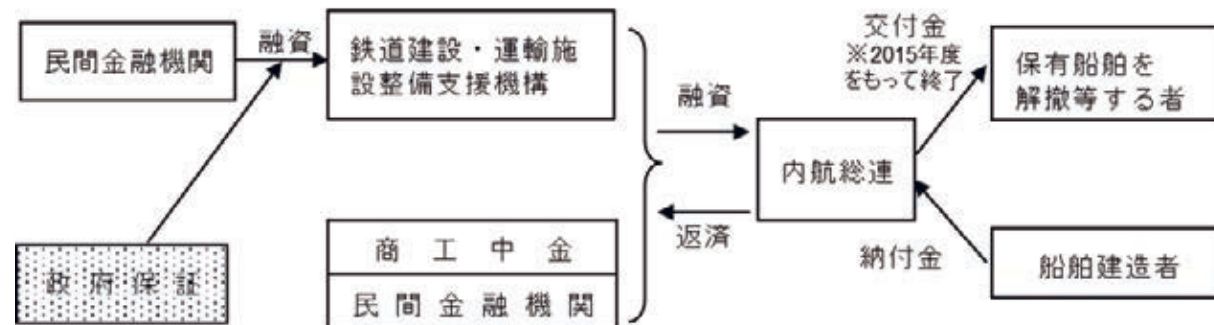 民間金融機関
融資
鉄道建設・運輸施
設整備支援機構
政府保証
商工中金
民間金融機関
融資
返済
内航総連
交付金
※2015年度
をもって終了
保有船舶を
解撤等する者
納付金
船舶建造者